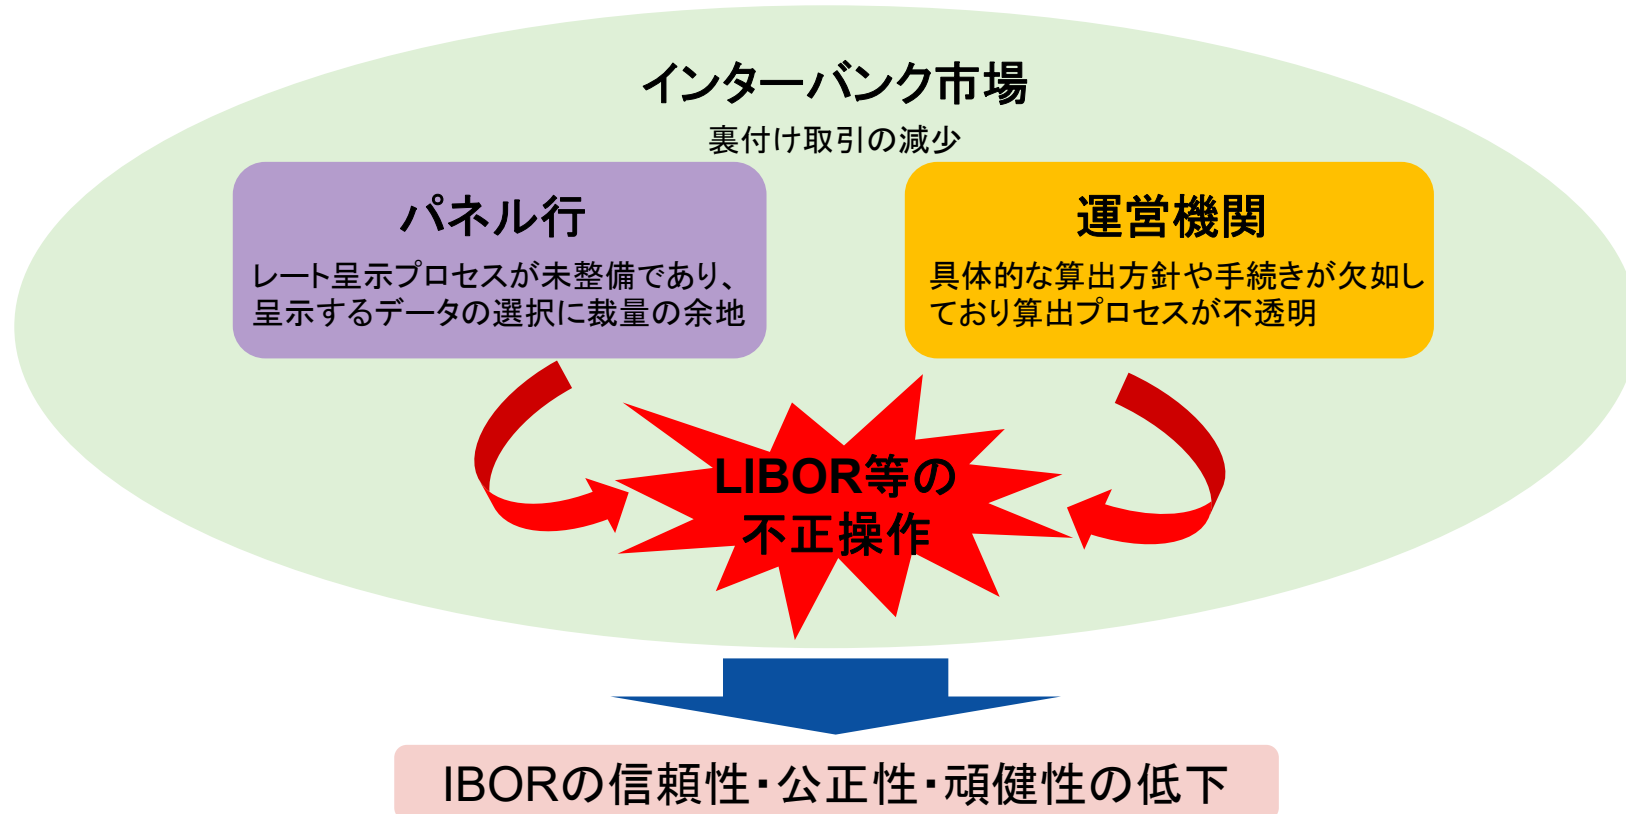 インターバンク市場
裏付け取引の減少
パネル行
レート呈示プロセスが未整備であり、
呈示するデータの選択に裁量の余地
運営機関
具体的な算出方針や手続きが欠如し
ており算出プロセスが不透明
LIBOR等の
不正操作
IBORの信頼性・公正性・頑健性の低下